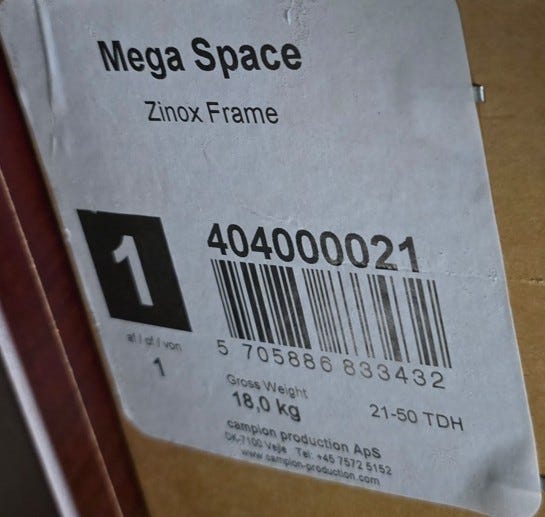 Mega Space
Zinox Frame
1
af / of / von
1
404000021
5 705886 833432
Gross Weight
18,0 kg
21-50 TDH
campion production ApS
DK-7100 Vejle Tel: +45 7572 5152
www.campion-production.com